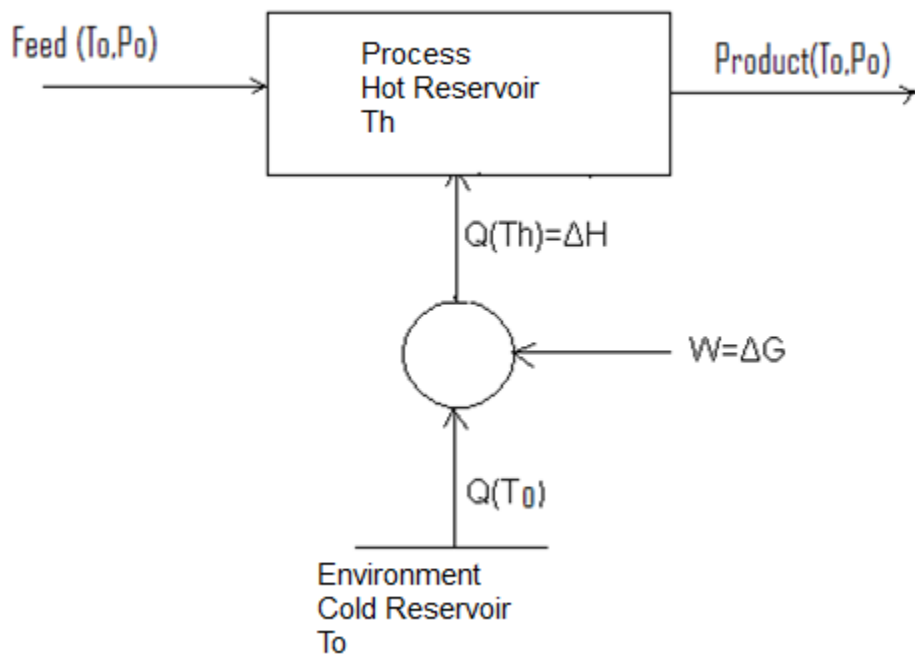 Feed (To,Po)
Process
Hot Reservoir
Th
Product(To,Po)
Q(Th)=ΔH
W=ΔG
Q(T₀)
Environment
Cold Reservoir
To